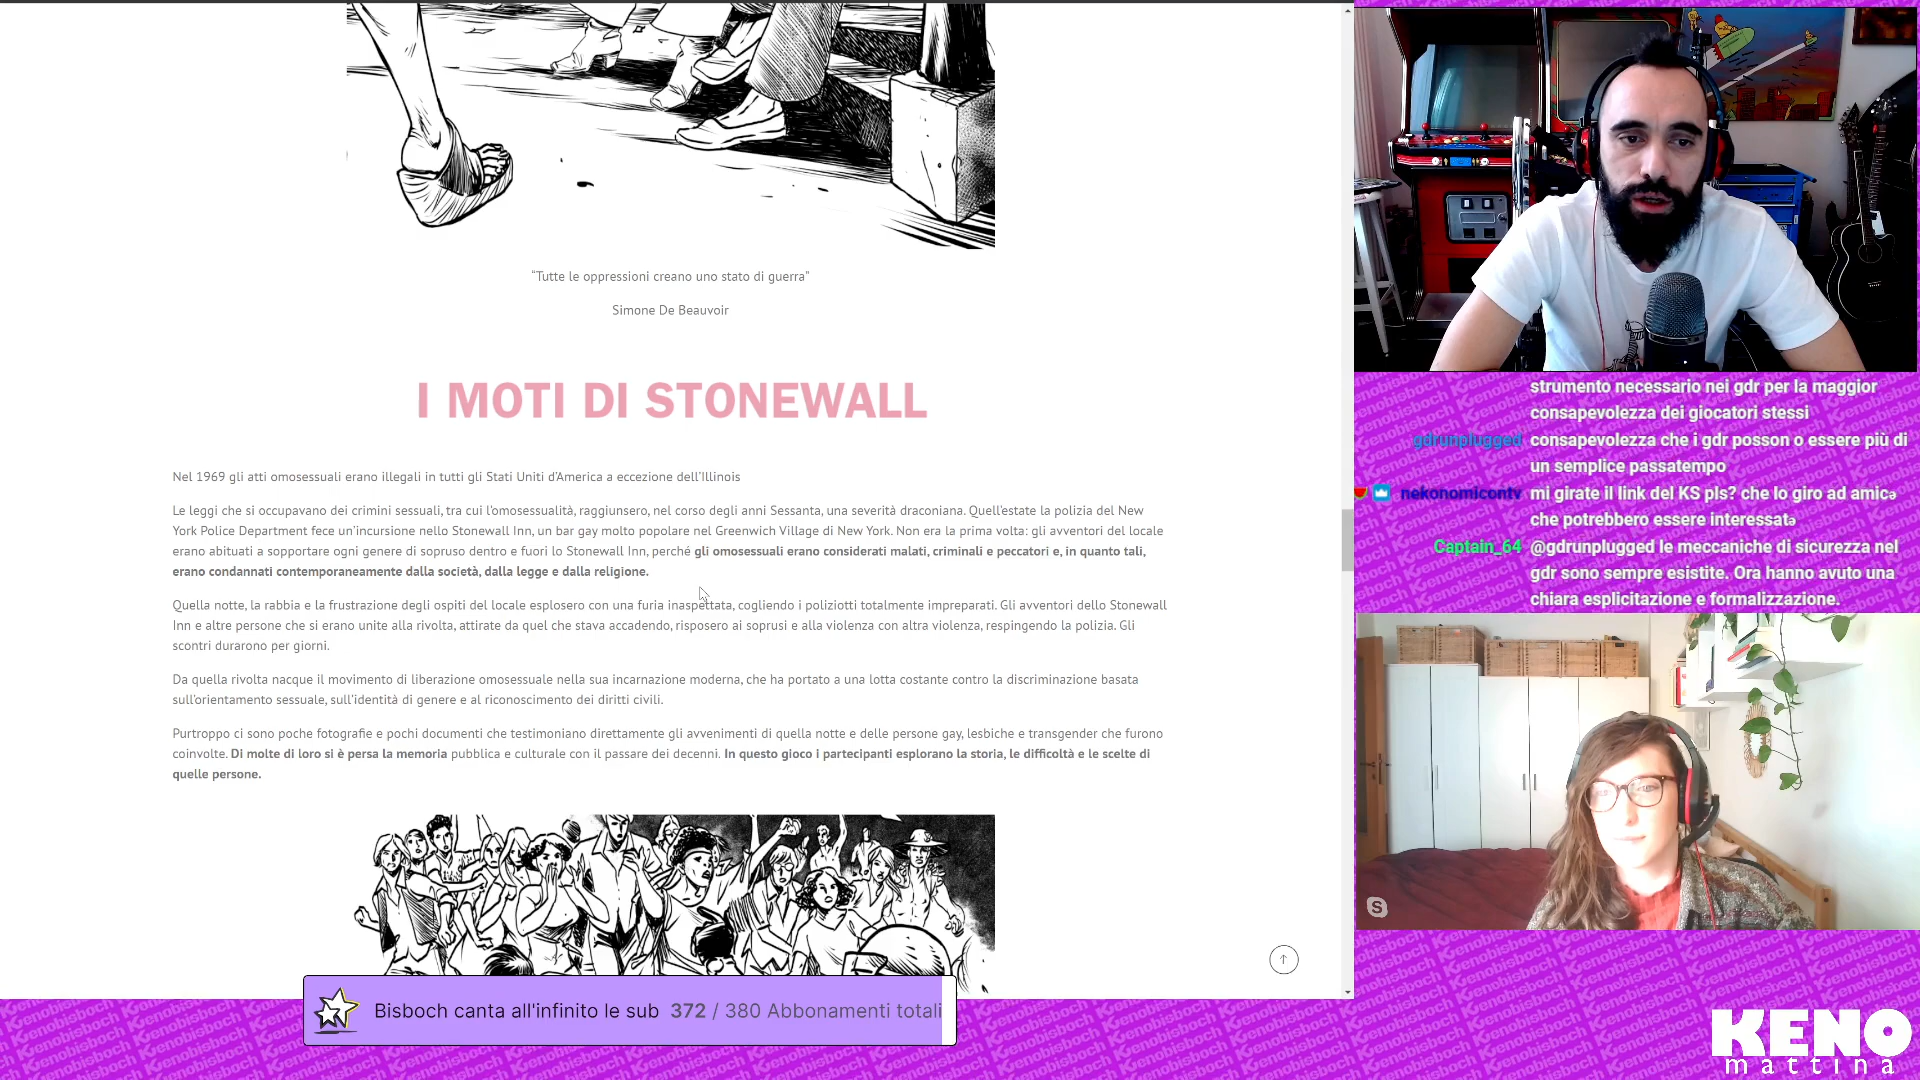 “Tutte le oppressioni creano uno stato di guerra”
Simone De Beauvoir
I MOTI DI STONEWALL
Nel 1969 gli atti omosessuali erano illegali in tutti gli Stati Uniti d’America a eccezione dell’Illinois
Le leggi che si occupavano dei crimini sessuali, tra cui l’omosessualità, raggiunsero, nel corso degli anni Sessanta, una severità draconiana. Quell’estate la polizia del New
York Police Department fece un’incursione nello Stonewall Inn, un bar gay molto popolare nel Greenwich Village di New York. Non era la prima volta: gli avventori del locale
erano abituati a sopportare ogni genere di sopruso dentro e fuori lo Stonewall Inn, perché gli omosessuali erano considerati malati, criminali e peccatori e, in quanto tali,
erano condannati contemporaneamente dalla società, dalla legge e dalla religione.
Quella notte, la rabbia e la frustrazione degli ospiti del locale esplosero con una furia inaspettata, cogliendo i poliziotti totalmente impreparati. Gli avventori dello Stonewall
Inn e altre persone che si erano unite alla rivolta, attirate da quel che stava accadendo, risposero ai soprusi e alla violenza con altra violenza, respingendo la polizia. Gli
scontri durarono per giorni.
Da quella rivolta nacque il movimento di liberazione omosessuale nella sua incarnazione moderna, che ha portato a una lotta costante contro la discriminazione basata
sull’orientamento sessuale, sull’identità di genere e al riconoscimento dei diritti civili.
Purtroppo ci sono poche fotografie e pochi documenti che testimoniano direttamente gli avvenimenti di quella notte e delle persone gay, lesbiche e transgender che furono
coinvolte. Di molte di loro si è persa la memoria pubblica e culturale con il passare dei decenni. In questo gioco i partecipanti esplorano la storia, le difficoltà e le scelte di
quelle persone.
strumento necessario nei gdr per la maggior
consapevolezza dei giocatori stessi
gdrunplugged consapevolezza che i gdr posson o essere più di
un semplice passatempo
nekonomicontv mi girate il link del KS pls? che lo giro ad amicə
che potrebbero essere interessatə
Captain_64 @gdrunplugged le meccaniche di sicurezza nel
gdr sono sempre esistite. Ora hanno avuto una
chiara esplicitazione e formalizzazione.
Bisboch canta all'infinito le sub 372 / 380 Abbonamenti totali
KENO
mattina